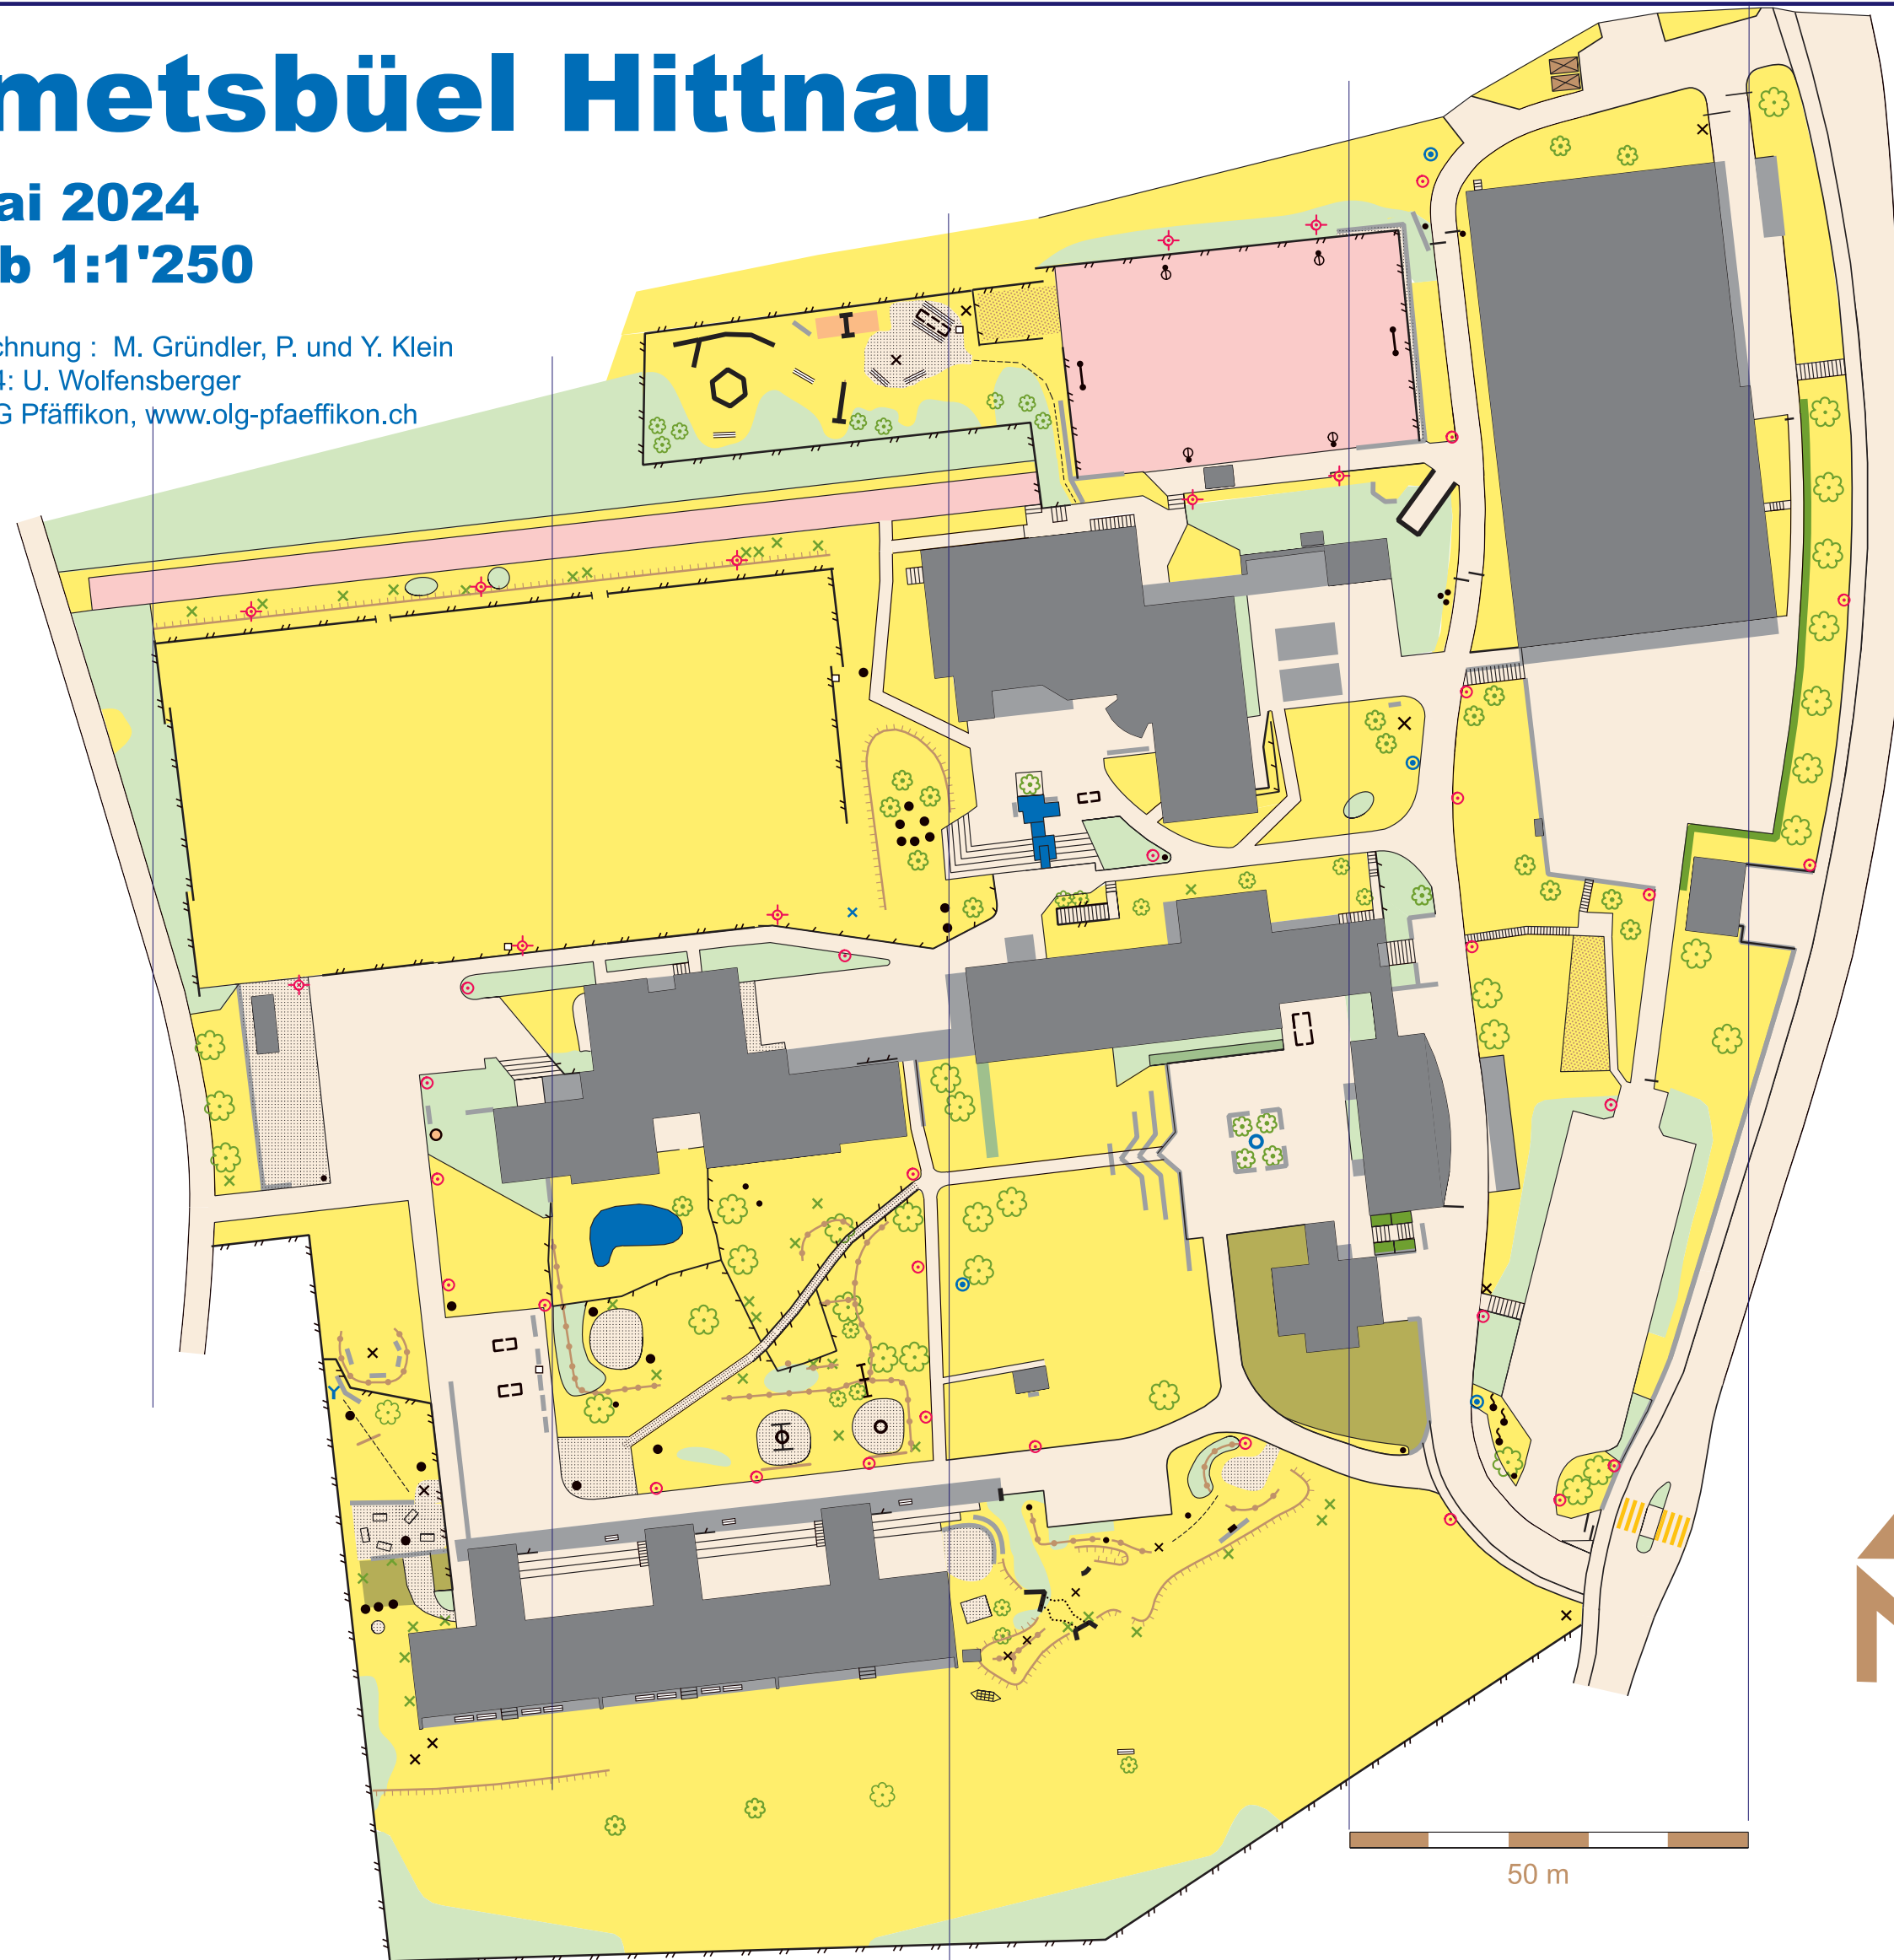 metsbüel Hittnau
ai 2024
b 1:1'250
chnung : M. Gründler, P. und Y. Klein
4: U. Wolfensberger
G Pfäffikon, www.olg-pfaeffikon.ch
50 m